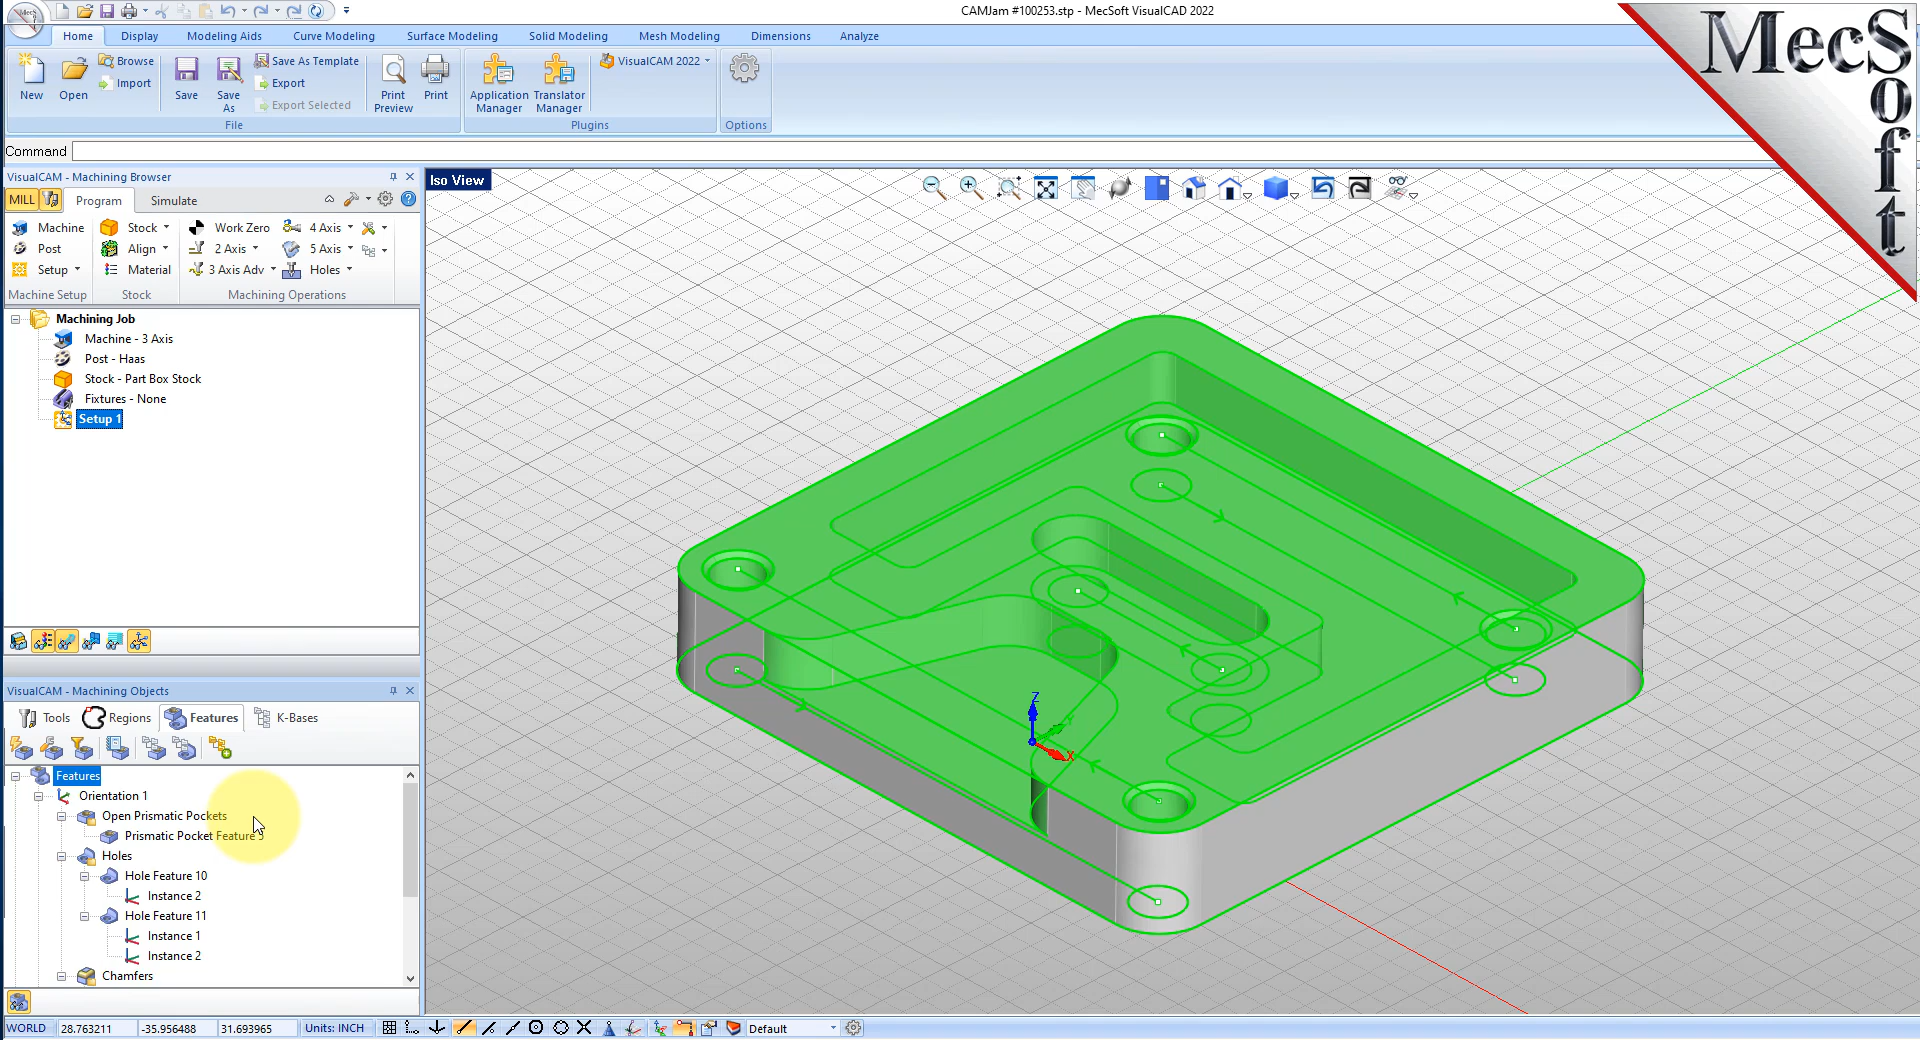 CAMJam #100253.stp - MecSoft VisualCAD 2022
MecSoft
Home Display Modeling Aids Curve Modeling Surface Modeling Solid Modeling Mesh Modeling Dimensions Analyze
New Open Browse Import Save Save As Save As Template Export Export Selected Print Preview Print Application Manager Translator Manager VisualCAM 2022
File Plugins Options
Command
VisualCAM - Machining Browser
MILL Program Simulate
Machine Stock Work Zero 4 Axis
Post Align 2 Axis 5 Axis
Setup Material 3 Axis Adv Holes
Machine Setup Stock Machining Operations
Machining Job
Machine - 3 Axis
Post - Haas
Stock - Part Box Stock
Fixtures - None
Setup 1
VisualCAM - Machining Objects
Tools Regions Features K-Bases
Features
Orientation 1
Open Prismatic Pockets
Prismatic Pocket Feature
Holes
Hole Feature 10
Instance 2
Hole Feature 11
Instance 1
Instance 2
Chamfers
Iso View
Z
Y
X
WORLD 28.763211 -35.956488 31.693965 Units: INCH Default